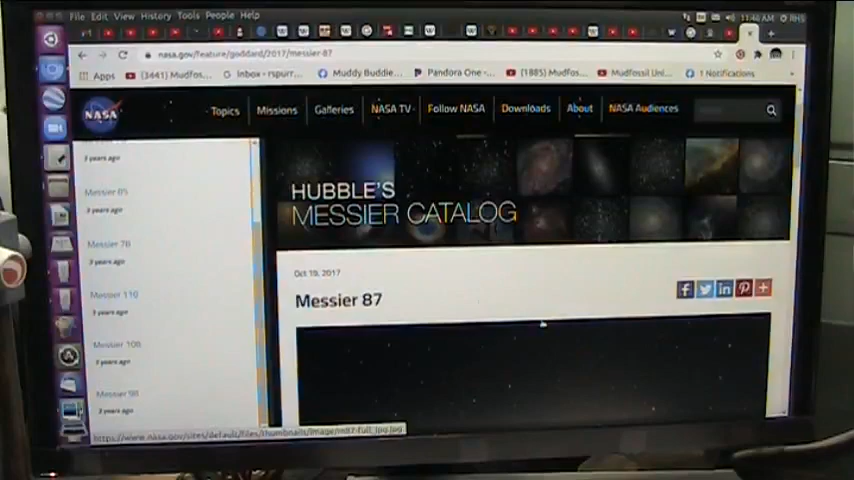 File Edit View History Tools People Help
11:46 AM RHS
nasa.gov/feature/goddard/2017/messier-87
Apps (3441) Mudfos... Inbox - rspurr... Muddy Buddie... Pandora One -... (1885) Mudfos... Mudfossil Uni... 1 Notifications
NASA Topics Missions Galleries NASA TV Follow NASA Downloads About NASA Audiences
3 years ago
Messier 85
3 years ago
Messier 78
3 years ago
Messier 110
3 years ago
3 years ago
3 years ago
HUBBLE'S
MESSIER CATALOG
Oct 19, 2017
Messier 87
https://www.nasa.gov/sites/default/files/thumbnails/image/m87-full_jpg.jpg